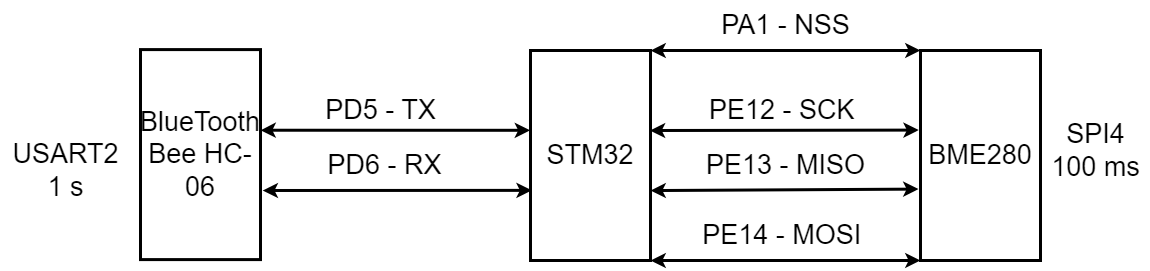 USART2
1 s
BlueTooth
Bee HC-
06
PD5 - TX
PD6 - RX
STM32
PA1 - NSS
PE12 - SCK
PE13 - MISO
PE14 - MOSI
BME280
SPI4
100 ms